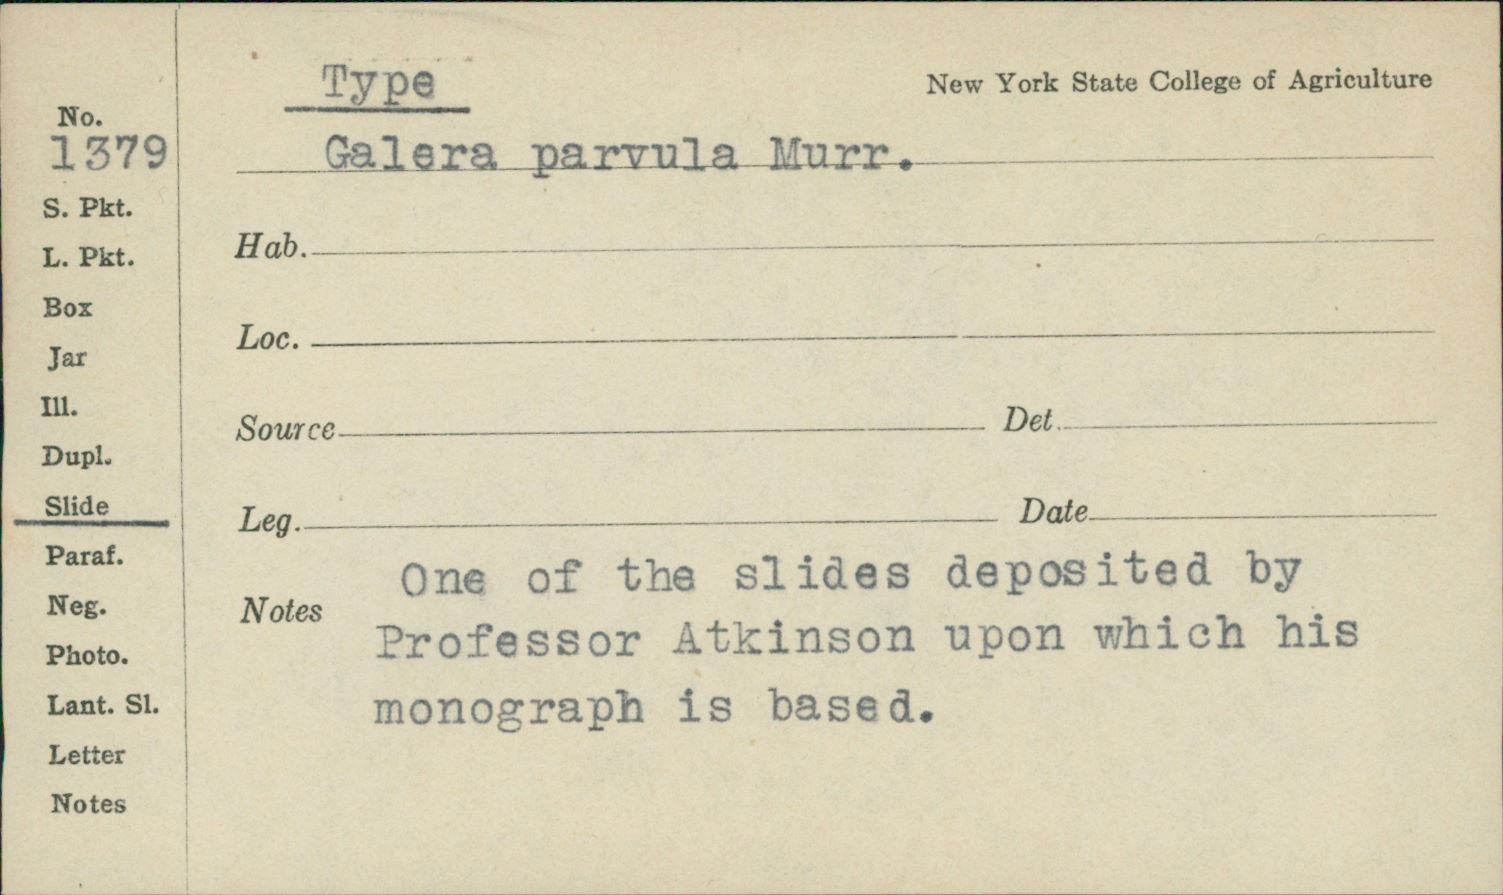 Type
New York State College of Agriculture
No.
1379
Galera parvula Murr.
S. Pkt.
L. Pkt.
Box
Jar
Ill.
Dupl.
Slide
Paraf.
Neg.
Photo.
Lant. Sl.
Letter
Notes
Hab.
Loc.
Source Det.
Leg. Date
Notes One of the slides deposited by
Professor Atkinson upon which his
monograph is based.